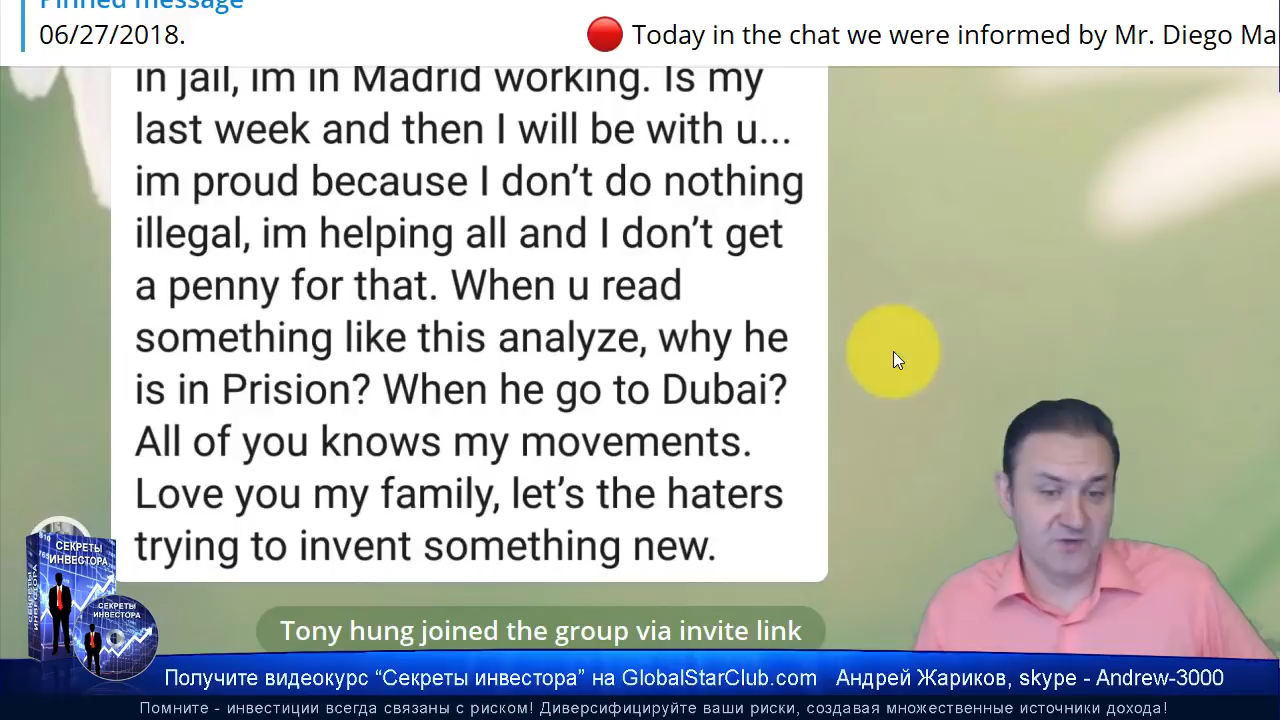 Pinned message
06/27/2018.
Today in the chat we were informed by Mr. Diego Ma
in jail, im in Madrid working. Is my
last week and then I will be with u...
im proud because I don’t do nothing
illegal, im helping all and I don’t get
a penny for that. When u read
something like this analyze, why he
is in Prision? When he go to Dubai?
All of you knows my movements.
Love you my family, let’s the haters
trying to invent something new.
Tony hung joined the group via invite link
СЕКРЕТЫ
ИНВЕСТОРА
СЕКРЕТЫ
ИНВЕСТОРА
Получите видеокурс “Секреты инвестора” на GlobalStarClub.com Андрей Жариков, skype - Andrew-3000
Помните - инвестиции всегда связаны с риском! Диверсифицируйте ваши риски, создавая множественные источники дохода!